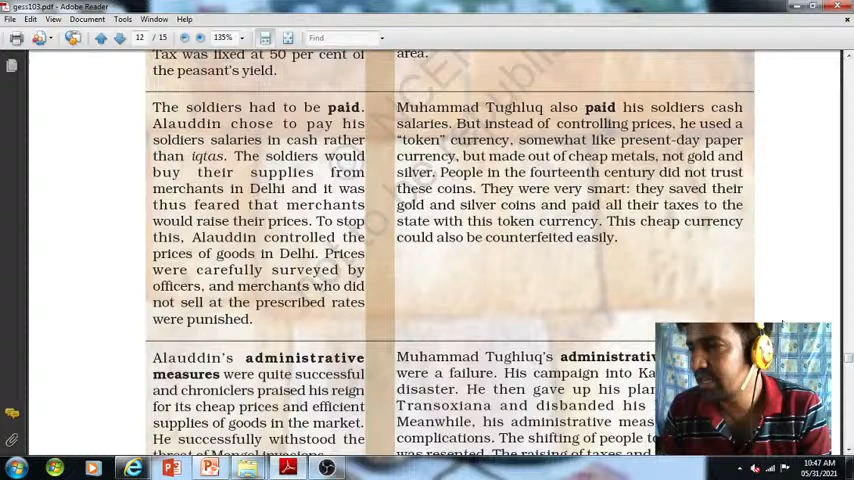 gess103.pdf - Adobe Reader
File Edit View Document Tools Window Help
12 / 15 135% Find
Tax was fixed at 50 per cent of
the peasant's yield.
area.
The soldiers had to be paid.
Alauddin chose to pay his
soldiers salaries in cash rather
than iqtas. The soldiers would
buy their supplies from
merchants in Delhi and it was
thus feared that merchants
would raise their prices. To stop
this, Alauddin controlled the
prices of goods in Delhi. Prices
were carefully surveyed by
officers, and merchants who did
not sell at the prescribed rates
were punished.
Muhammad Tughluq also paid his soldiers cash
salaries. But instead of controlling prices, he used a
“token” currency, somewhat like present-day paper
currency, but made out of cheap metals, not gold and
silver. People in the fourteenth century did not trust
these coins. They were very smart: they saved their
gold and silver coins and paid all their taxes to the
state with this token currency. This cheap currency
could also be counterfeited easily.
Alauddin's administrative
measures were quite successful
and chroniclers praised his reign
for its cheap prices and efficient
supplies of goods in the market.
He successfully withstood the
threat of Mongol invasions.
Muhammad Tughluq's administrativ
were a failure. His campaign into Ka
disaster. He then gave up his plan
Transoxiana and disbanded his
Meanwhile, his administrative meas
complications. The shifting of people to
was resented. The raising of taxes and
10:47 AM
05/31/2021